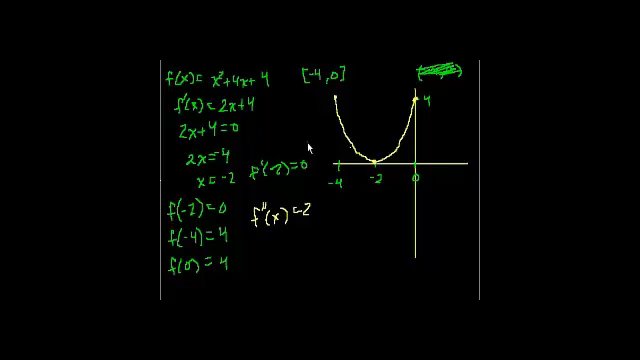 f(x) = x²+4x+4
[-4,0]
f'(x) = 2x+4
2x+4=0
2x=-4
x=-2
f'(-2)=0
f(-2)=0
f(-4)=4
f(0)=4
f"(x)=2
4
-4
-2
0